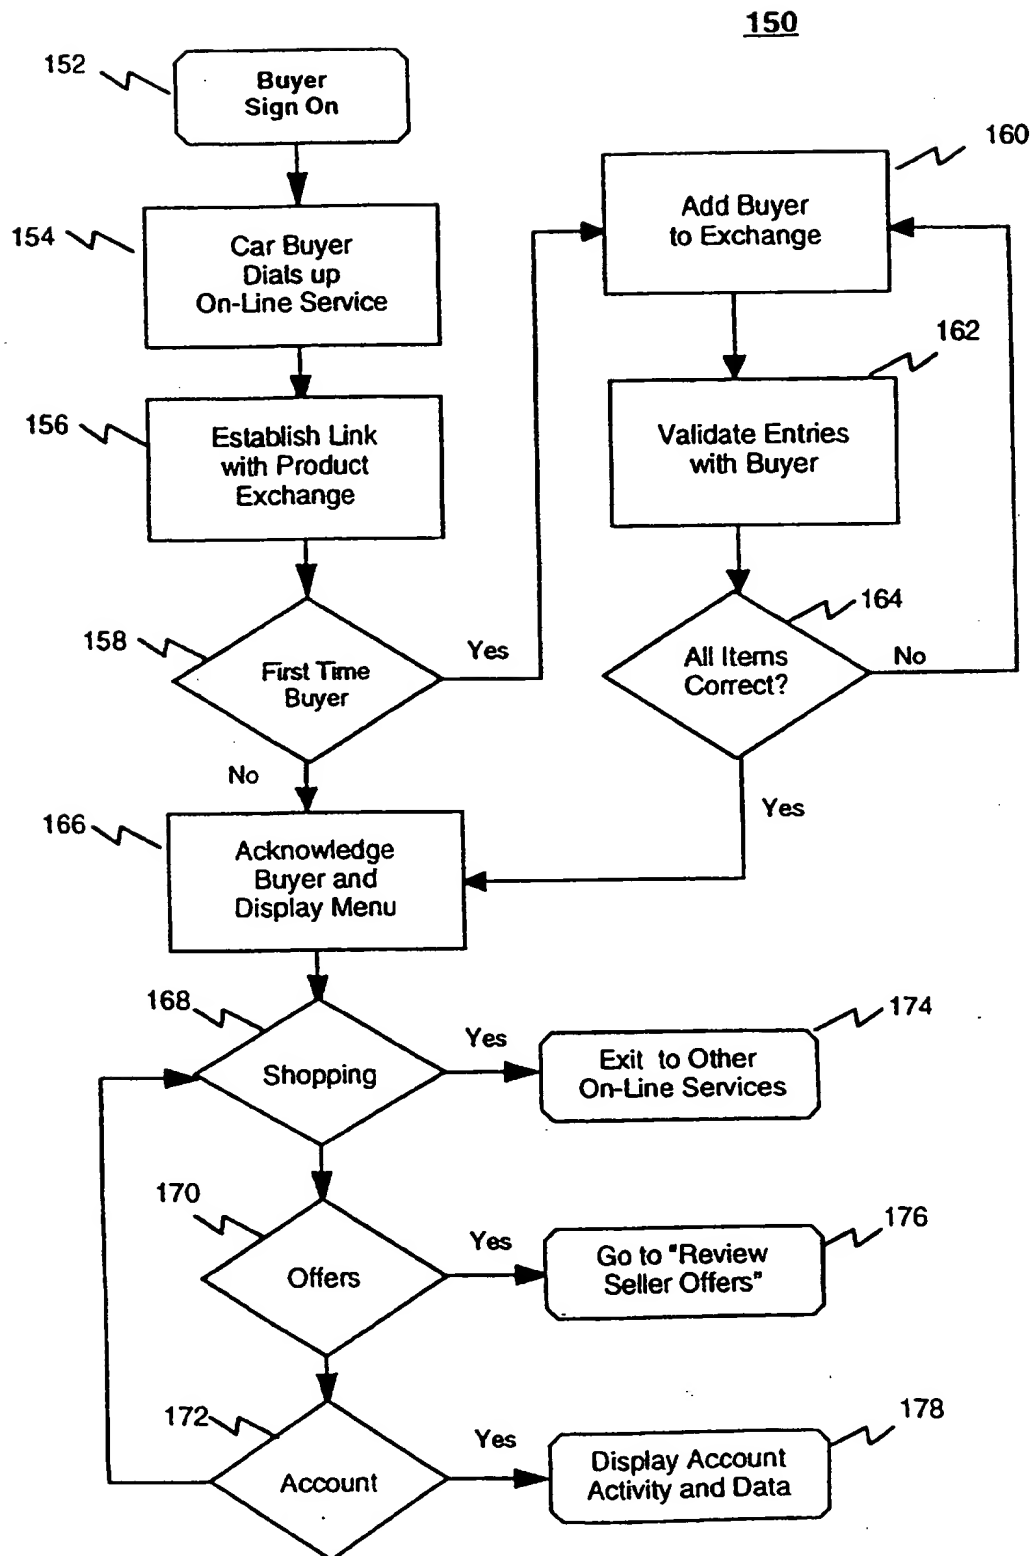 150
152
Buyer
Sign On
154
Car Buyer
Dials up
On-Line Service
156
Establish Link
with Product
Exchange
158
First Time
Buyer
Yes
No
160
Add Buyer
to Exchange
162
Validate Entries
with Buyer
164
All Items
Correct?
No
Yes
166
Acknowledge
Buyer and
Display Menu
168
Shopping
Yes
174
Exit to Other
On-Line Services
170
Offers
Yes
176
Go to "Review
Seller Offers"
172
Account
Yes
178
Display Account
Activity and Data